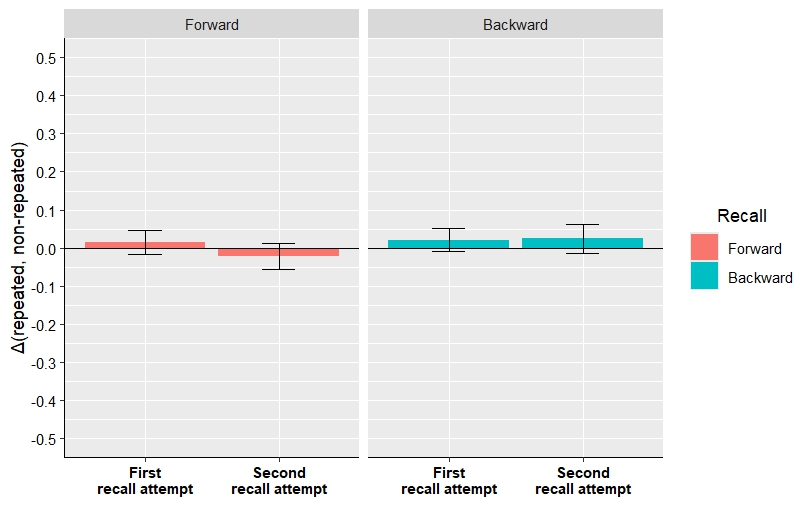 Forward
Backward
Δ(repeated, non-repeated)
0.5
0.4
0.3
0.2
0.1
0.0
-0.1
-0.2
-0.3
-0.4
-0.5
First
recall attempt
Second
recall attempt
First
recall attempt
Second
recall attempt
Recall
Forward
Backward